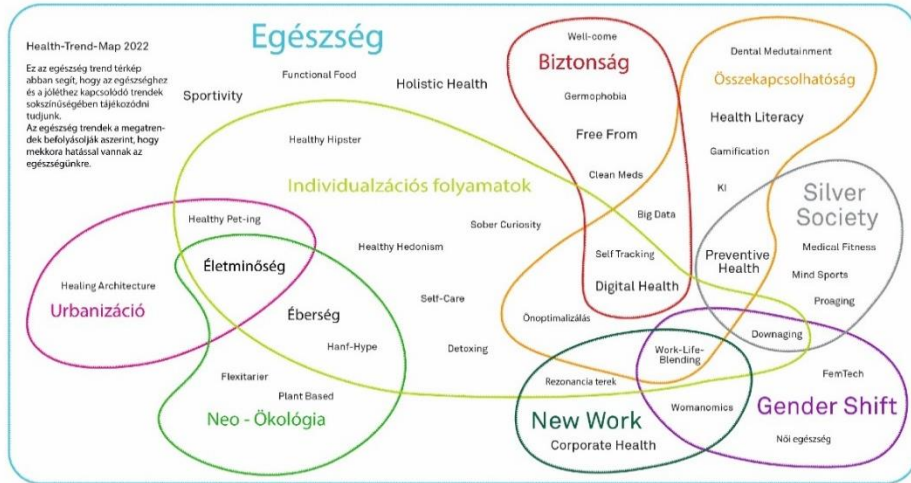 Egészség
Health-Trend-Map 2022
Ez az egészség trend térkép
abban segít, hogy az egészséghez
és a jóléthez kapcsolódó trendek
sokszínűségében tájékozódni
tudjunk.
Az egészség trendek a megatren-
dek befolyásolják aszerint, hogy
mekkora hatással vannak az
egészségünkre.
Functional Food
Sportivity
Holistic Health
Healthy Hipster
Individualzációs folyamatok
Well-come
Biztonság
Germophobia
Free From
Clean Meds
Big Data
Self Tracking
Digital Health
Dental Medutainment
Összekapcsolhatóság
Health Literacy
Gamification
KI
Silver
Society
Medical Fitness
Preventive
Health
Mind Sports
Proaging
Downaging
Healthy Pet-ing
Sober Curiosity
Healthy Hedonism
Életminőség
Healing Architecture
Urbanizáció
Éberség
Self-Care
Önoptimalizálás
Hanf-Hype
Detoxing
Flexitarier
Plant Based
Neo - Ökológia
Work-Life-
Blending
Rezonancia terek
Womanomics
New Work
Corporate Health
FemTech
Gender Shift
Női egészség